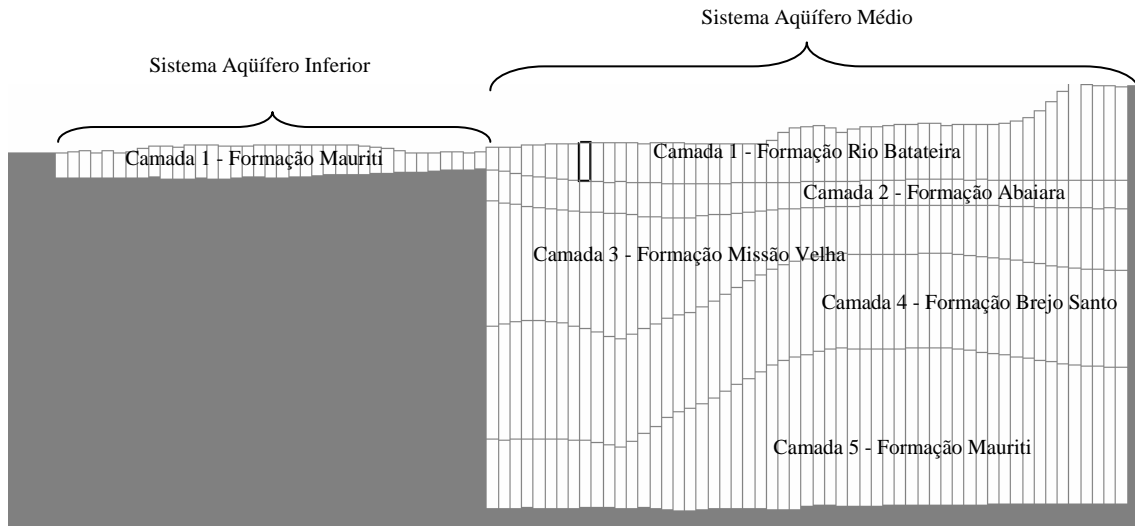 Sistema Aqüífero Médio
Sistema Aqüífero Inferior
Camada 1 - Formação Mauriti
Camada 1 - Formação Rio Batateira
Camada 2 - Formação Abaiara
Camada 3 - Formação Missão Velha
Camada 4 - Formação Brejo Santo
Camada 5 - Formação Mauriti